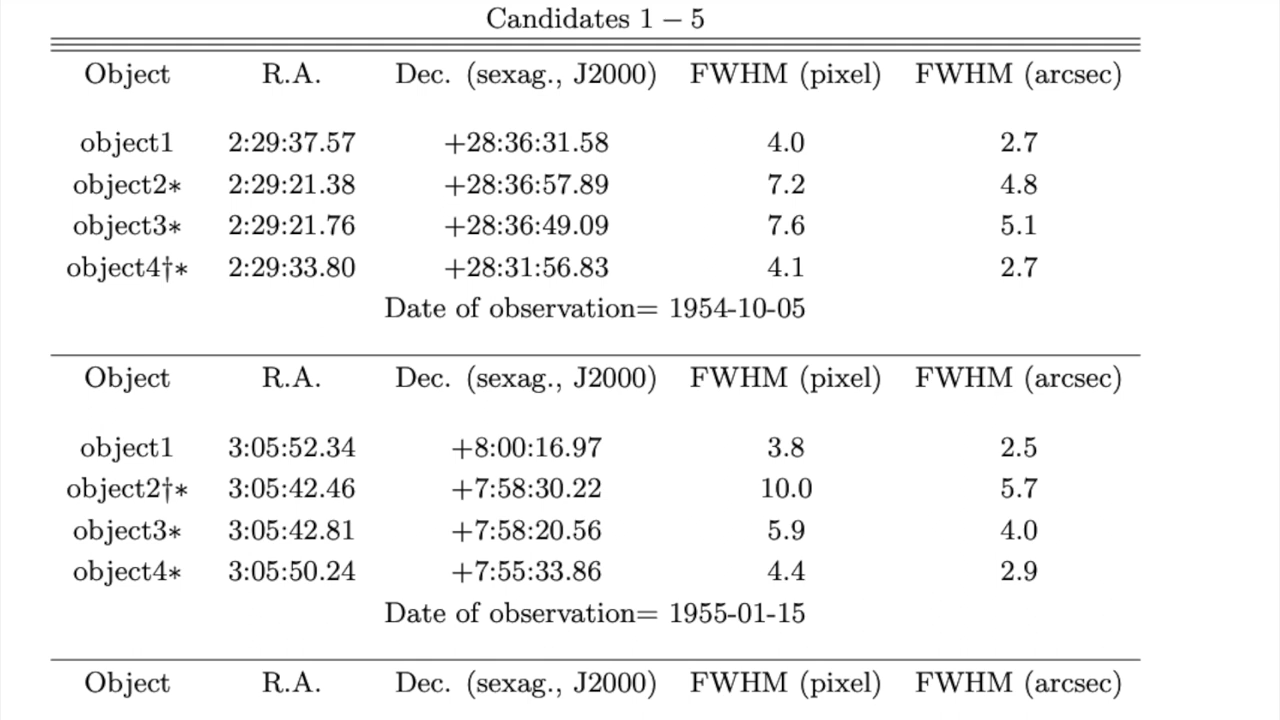 Candidates 1 – 5
Object R.A. Dec. (sexag., J2000) FWHM (pixel) FWHM (arcsec)
object1 2:29:37.57 +28:36:31.58 4.0 2.7
object2∗ 2:29:21.38 +28:36:57.89 7.2 4.8
object3∗ 2:29:21.76 +28:36:49.09 7.6 5.1
object4†∗ 2:29:33.80 +28:31:56.83 4.1 2.7
Date of observation= 1954-10-05
Object R.A. Dec. (sexag., J2000) FWHM (pixel) FWHM (arcsec)
object1 3:05:52.34 +8:00:16.97 3.8 2.5
object2†∗ 3:05:42.46 +7:58:30.22 10.0 5.7
object3∗ 3:05:42.81 +7:58:20.56 5.9 4.0
object4∗ 3:05:50.24 +7:55:33.86 4.4 2.9
Date of observation= 1955-01-15
Object R.A. Dec. (sexag., J2000) FWHM (pixel) FWHM (arcsec)